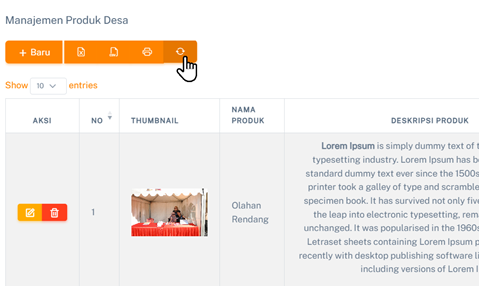 Manajemen Produk Desa
+ Baru
Show 10 entries
AKSI
NO
THUMBNAIL
NAMA
PRODUK
DESKRIPSI PRODUK
1
Olahan
Rendang
Lorem Ipsum is simply dummy text of t
typesetting industry. Lorem Ipsum has be
standard dummy text ever since the 1500s
printer took a galley of type and scramble
specimen book. It has survived not only five
the leap into electronic typesetting, rem
unchanged. It was popularised in the 1960s
Letraset sheets containing Lorem Ipsum p
recently with desktop publishing software li
including versions of Lorem I